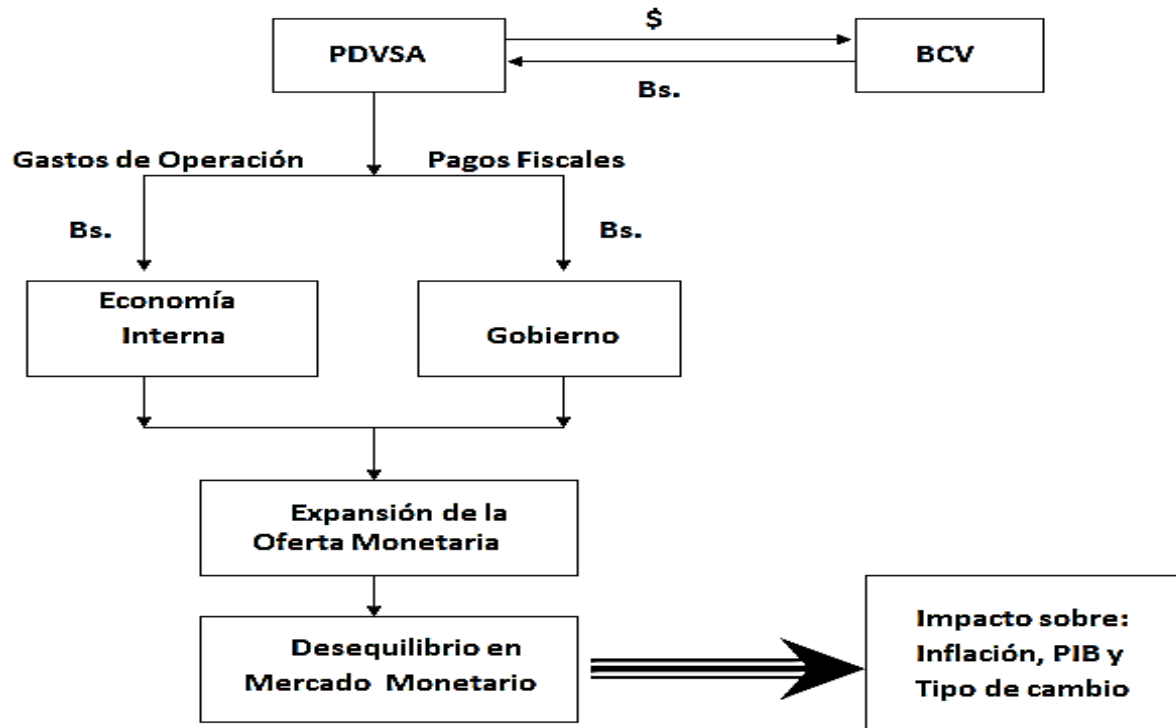 $
PDVSA
BCV
Bs.
Gastos de Operación
Pagos Fiscales
Bs.
Bs.
Economía
Interna
Gobierno
Expansión de la
Oferta Monetaria
Desequilibrio en
Mercado Monetario
Impacto sobre:
Inflación, PIB y
Tipo de cambio